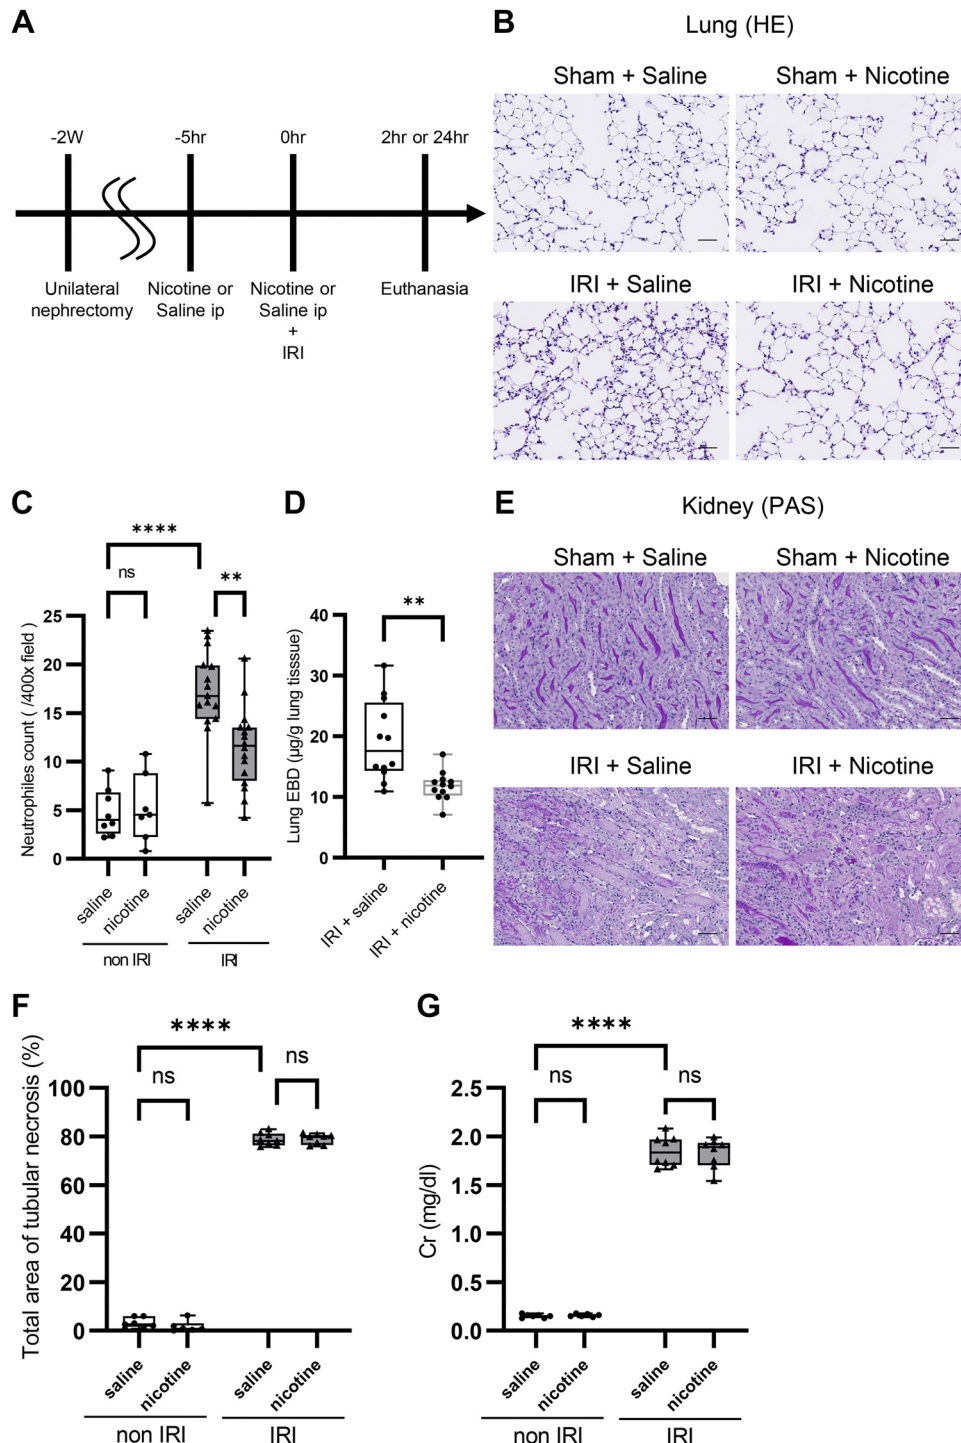 A
-2W
-5hr
0hr
2hr or 24hr
Unilateral
nephrectomy
Nicotine or
Saline ip
Nicotine or
Saline ip
+
IRI
Euthanasia
B
Lung (HE)
Sham + Saline
Sham + Nicotine
IRI + Saline
IRI + Nicotine
C
****
ns
**
Neutrophiles count ( /400x field)
25
20
15
10
5
0
saline
nicotine
saline
nicotine
non IRI
IRI
D
**
Lung EBD (μg/g lung tisssue)
40
30
20
10
0
IRI + saline
IRI + nicotine
E
Kidney (PAS)
Sham + Saline
Sham + Nicotine
IRI + Saline
IRI + Nicotine
F
****
ns
ns
Total area of tubular necrosis (%)
100
80
60
40
20
0
saline
nicotine
saline
nicotine
non IRI
IRI
G
****
ns
ns
Cr (mg/dl)
2.5
2.0
1.5
1.0
0.5
0.0
saline
nicotine
saline
nicotine
non IRI
IRI